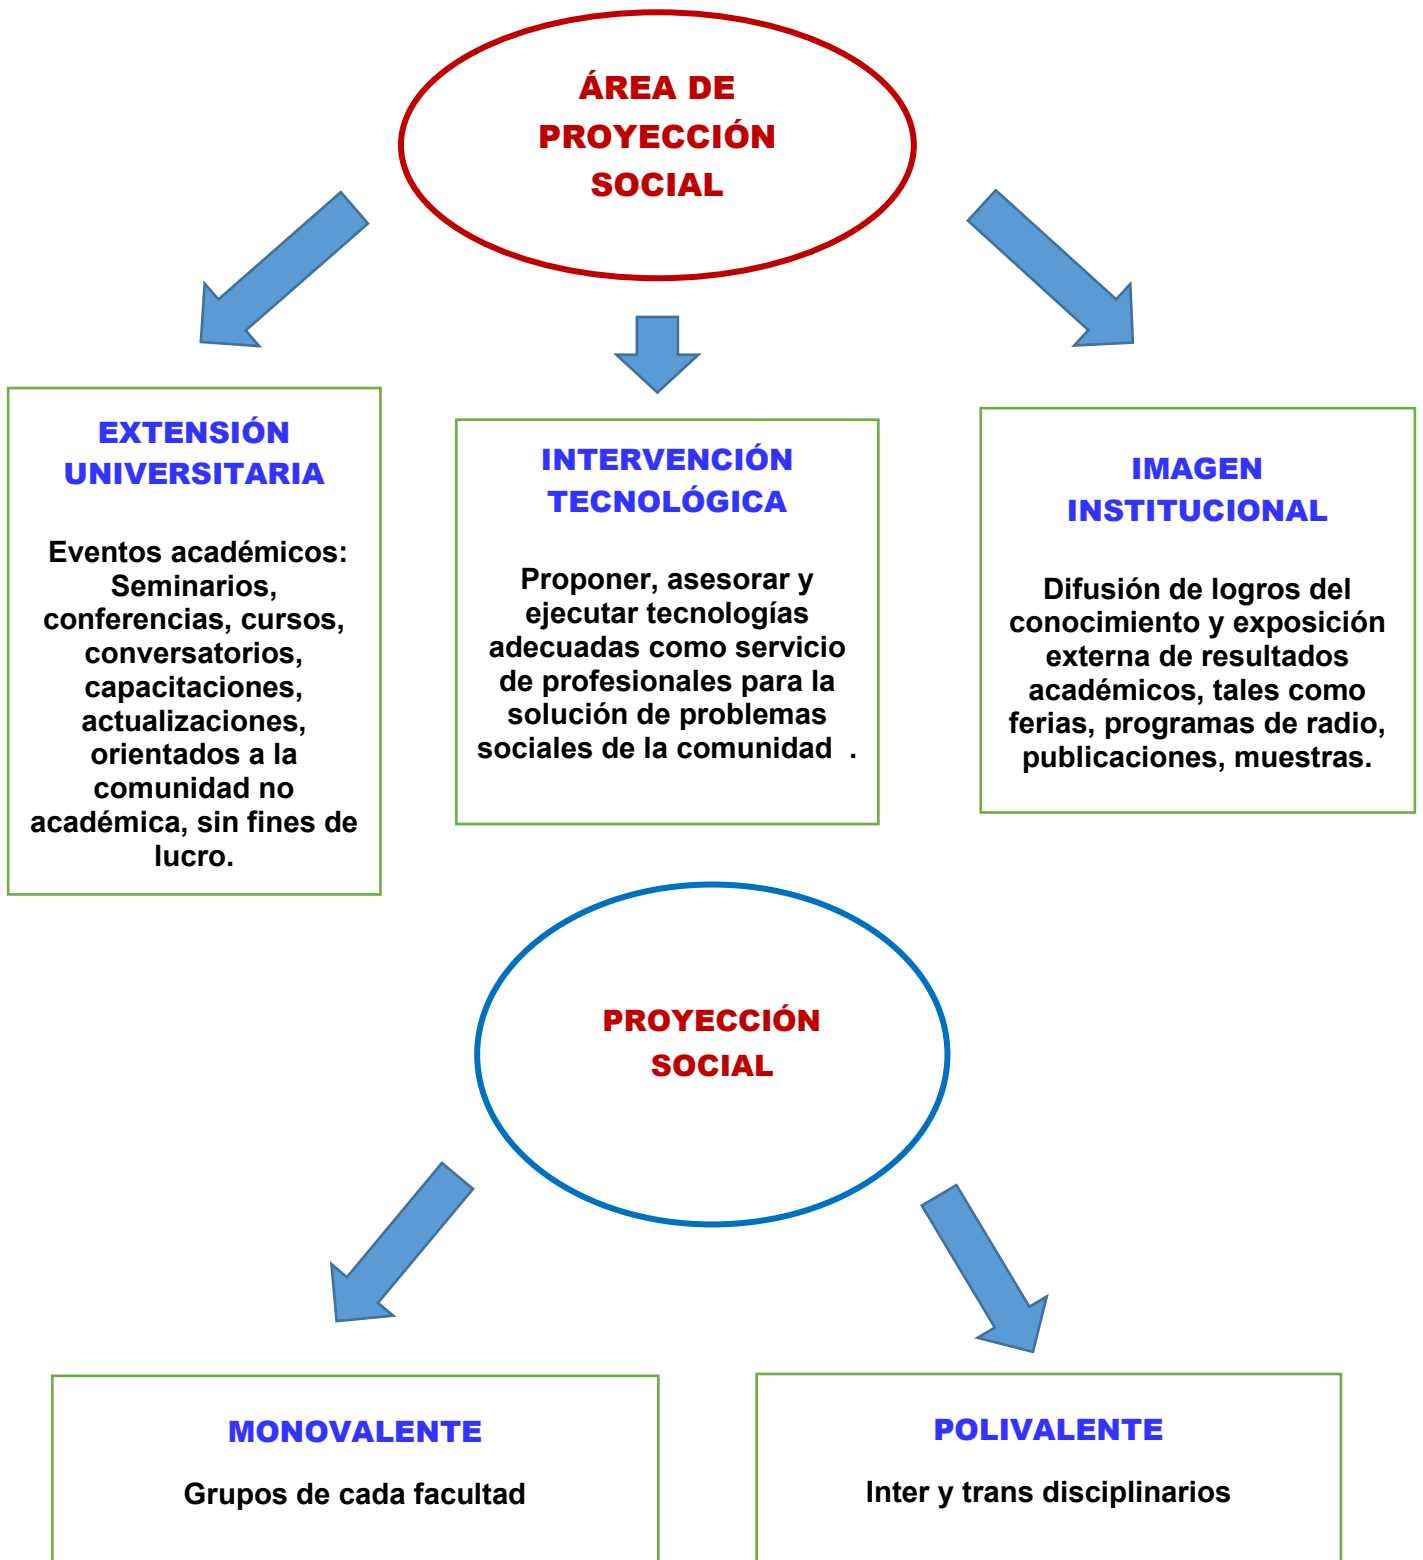 ÁREA DE
PROYECCIÓN
SOCIAL
EXTENSIÓN
UNIVERSITARIA
Eventos académicos:
Seminarios,
conferencias, cursos,
conversatorios,
capacitaciones,
actualizaciones,
orientados a la
comunidad no
académica, sin fines de
lucro.
INTERVENCIÓN
TECNOLÓGICA
Proponer, asesorar y
ejecutar tecnologías
adecuadas como servicio
de profesionales para la
solución de problemas
sociales de la comunidad .
IMAGEN
INSTITUCIONAL
Difusión de logros del
conocimiento y exposición
externa de resultados
académicos, tales como
ferias, programas de radio,
publicaciones, muestras.
PROYECCIÓN
SOCIAL
MONOVALENTE
Grupos de cada facultad
POLIVALENTE
Inter y trans disciplinarios